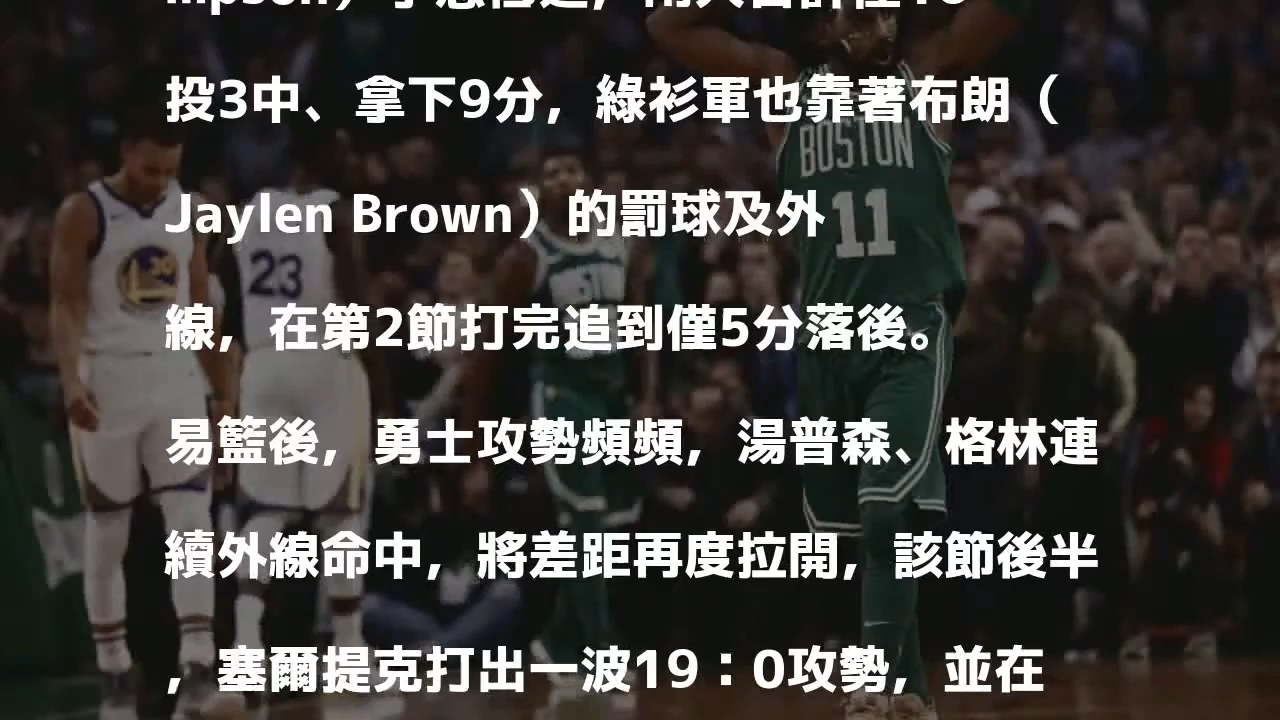 投3中、拿下9分，綠衫軍也靠著布朗（
Jaylen Brown）的罰球及外
線，在第2節打完追到僅5分落後。
易籃後，勇士攻勢頻頻，湯普森、格林連
續外線命中，將差距再度拉開，該節後半
，塞爾提克打出一波19：0攻勢，並在
BOSTON
11
23